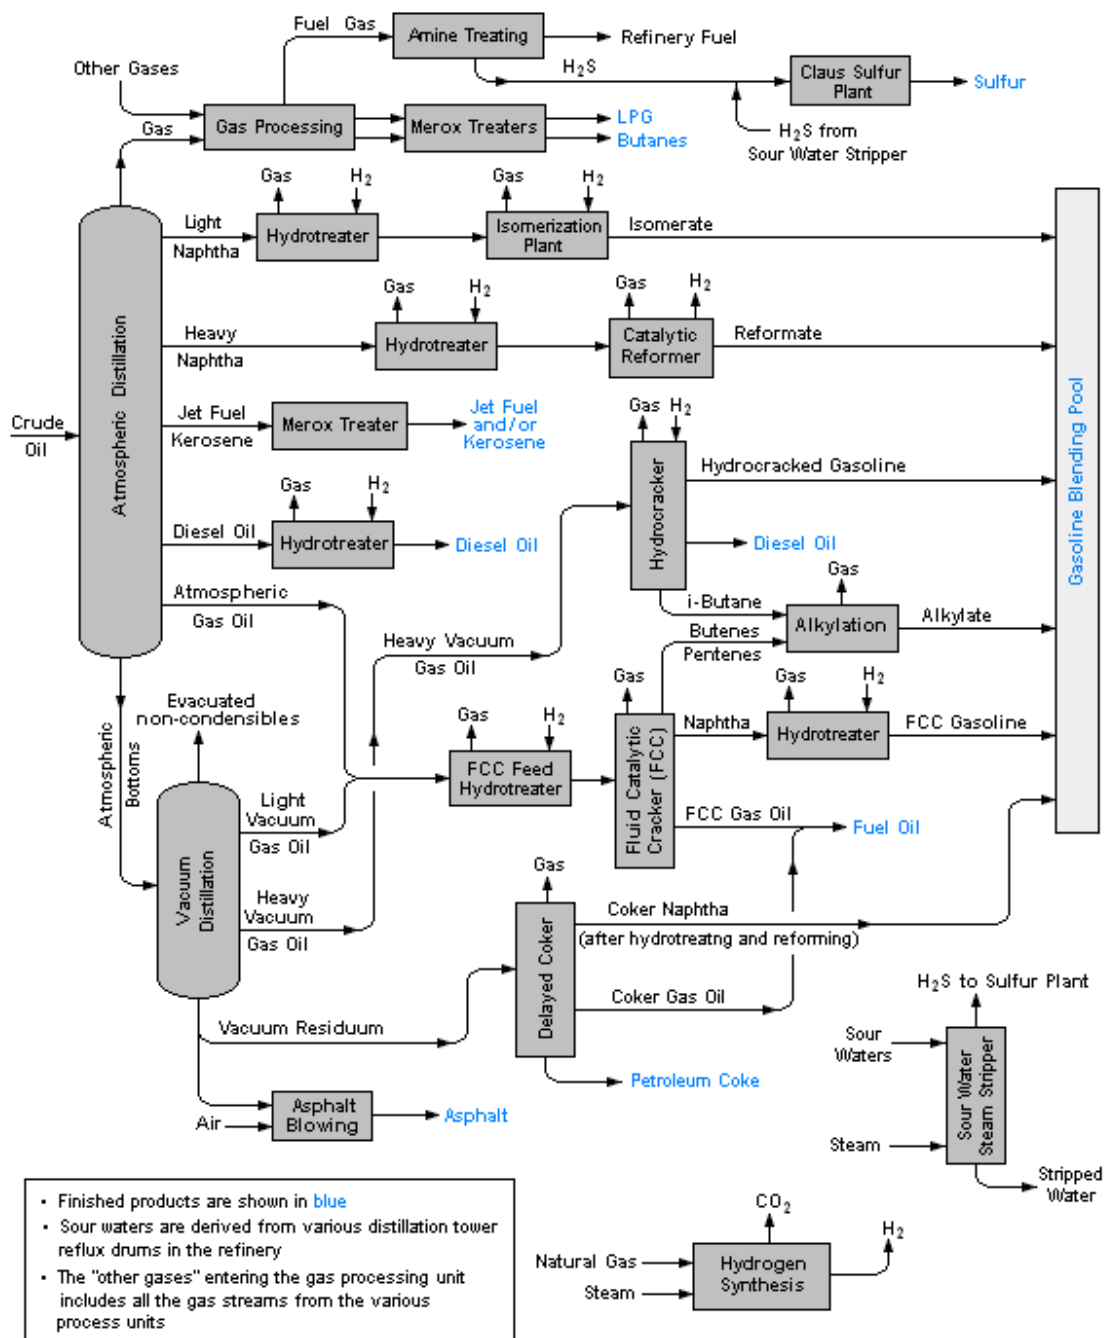 Fuel Gas
Amine Treating
Refinery Fuel
Other Gases
H2S
Claus Sulfur
Plant
Sulfur
Gas
Gas Processing
Merox Treaters
LPG
Butanes
H2S from
Sour Water Stripper
Gas
H2
Gas
H2
Light
Naphtha
Hydrotreater
Isomerization
Plant
Isomerate
Gas
H2
Gas
H2
Heavy
Naphtha
Hydrotreater
Catalytic
Reformer
Reformate
Atmospheric Distillation
Gasoline Blending Pool
Crude
Oil
Jet Fuel
Kerosene
Merox Treater
Jet Fuel
and/or
Kerosene
Gas
H2
Hydrocracker
Hydrocracked Gasoline
Gas
H2
Diesel Oil
Hydrotreater
Diesel Oil
Diesel Oil
Atmospheric
Gas Oil
i-Butane
Gas
Alkylation
Alkylate
Butenes
Pentenes
Heavy Vacuum
Gas Oil
Evacuated
non-condensibles
Atmospheric
Bottoms
Gas
H2
FCC Feed
Hydrotreater
Gas
Fluid Catalytic
Cracker (FCC)
Naphtha
Gas
H2
Hydrotreater
FCC Gasoline
Light
Vacuum
Gas Oil
FCC Gas Oil
Fuel Oil
Vacuum
Distillation
Heavy
Vacuum
Gas Oil
Gas
Delayed Coker
Coker Naphtha
(after hydrotreatng and reforming)
Coker Gas Oil
Vacuum Residuum
Petroleum Coke
Air
Asphalt
Blowing
Asphalt
H2S to Sulfur Plant
Sour
Waters
Sour Water
Steam Stripper
Steam
Stripped
Water
• Finished products are shown in blue
• Sour waters are derived from various distillation tower
reflux drums in the refinery
• The "other gases" entering the gas processing unit
includes all the gas streams from the various
process units
CO2
H2
Natural Gas
Steam
Hydrogen
Synthesis